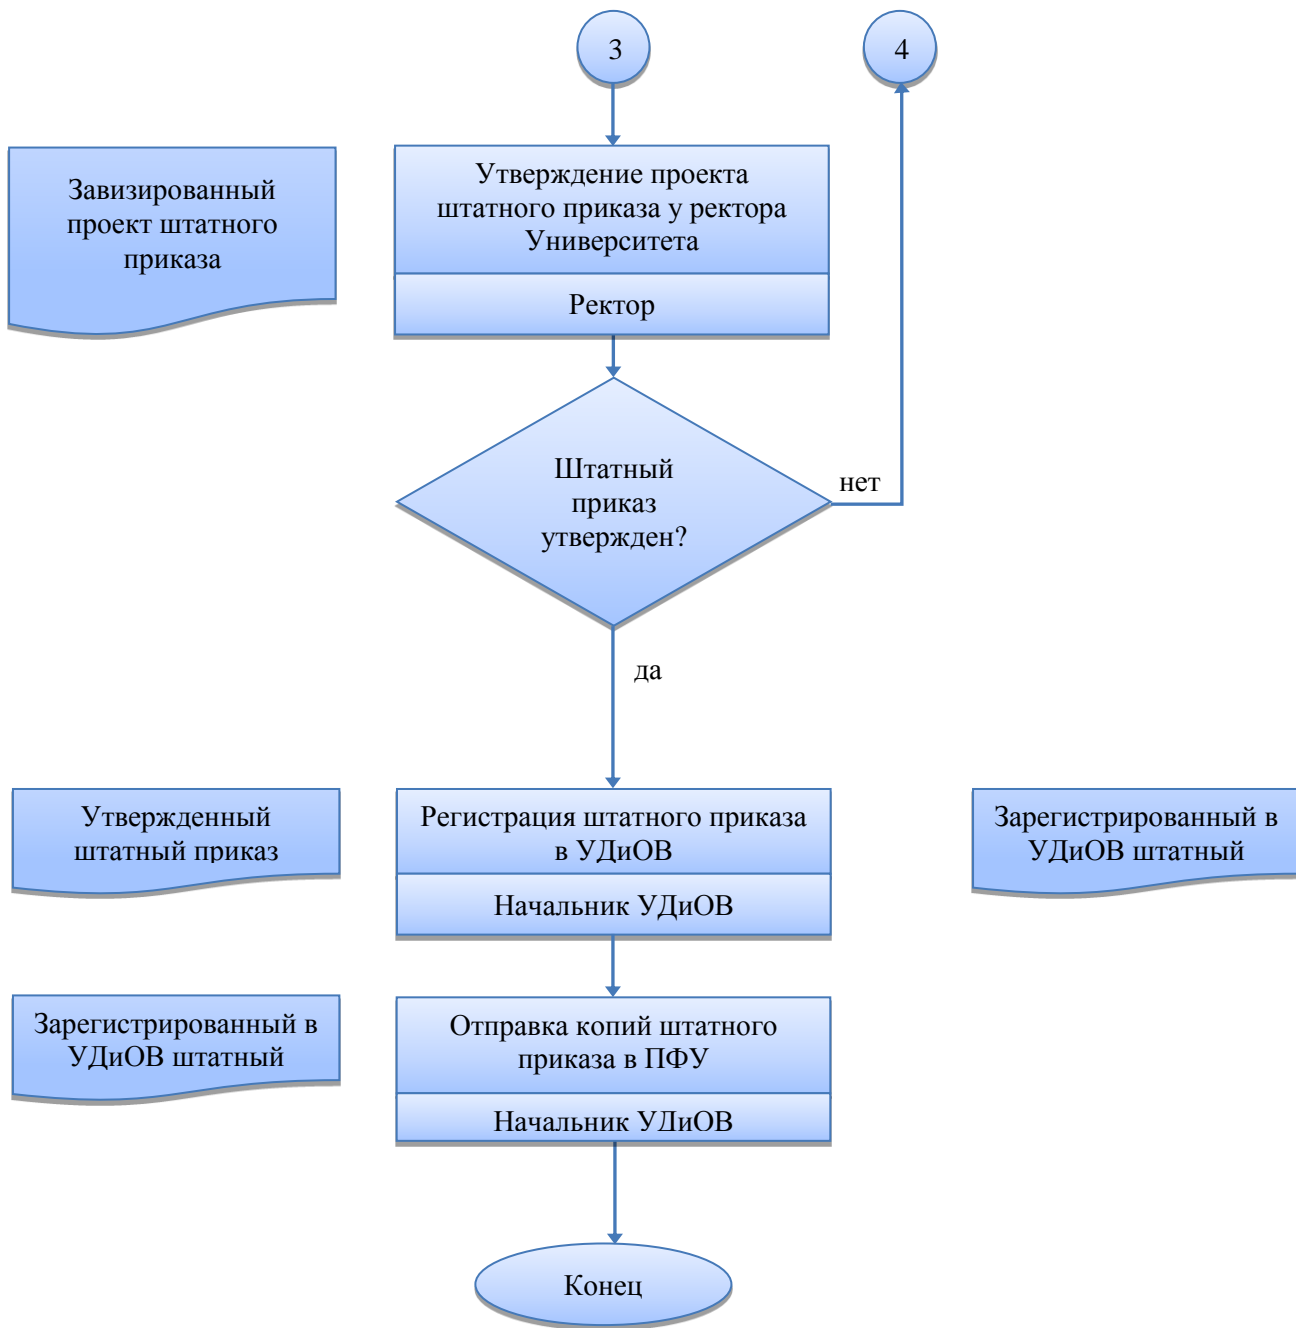 3
4
Завизированный
проект штатного
приказа
Утверждение проекта
штатного приказа у ректора
Университета
Ректор
Штатный
приказ
утвержден?
нет
да
Утвержденный
штатный приказ
Регистрация штатного приказа
в УДиОВ
Начальник УДиОВ
Зарегистрированный в
УДиОВ штатный
Зарегистрированный в
УДиОВ штатный
Отправка копий штатного
приказа в ПФУ
Начальник УДиОВ
Конец